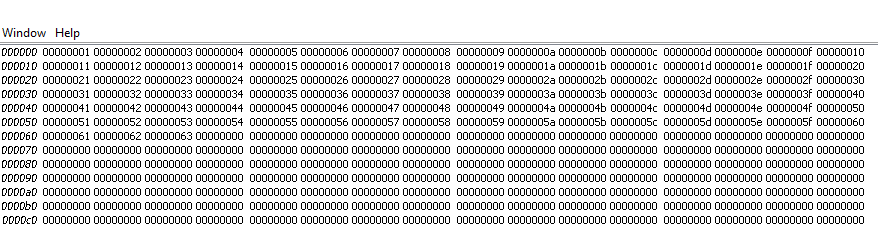 Window Help
000000 00000001 00000002 00000003 00000004 00000005 00000006 00000007 00000008 00000009 0000000a 0000000b 0000000c 0000000d 0000000e 0000000f 00000010
000010 00000011 00000012 00000013 00000014 00000015 00000016 00000017 00000018 00000019 0000001a 0000001b 0000001c 0000001d 0000001e 0000001f 00000020
000020 00000021 00000022 00000023 00000024 00000025 00000026 00000027 00000028 00000029 0000002a 0000002b 0000002c 0000002d 0000002e 0000002f 00000030
000030 00000031 00000032 00000033 00000034 00000035 00000036 00000037 00000038 00000039 0000003a 0000003b 0000003c 0000003d 0000003e 0000003f 00000040
000040 00000041 00000042 00000043 00000044 00000045 00000046 00000047 00000048 00000049 0000004a 0000004b 0000004c 0000004d 0000004e 0000004f 00000050
000050 00000051 00000052 00000053 00000054 00000055 00000056 00000057 00000058 00000059 0000005a 0000005b 0000005c 0000005d 0000005e 0000005f 00000060
000060 00000061 00000062 00000063 00000000 00000000 00000000 00000000 00000000 00000000 00000000 00000000 00000000 00000000 00000000 00000000 00000000
000070 00000000 00000000 00000000 00000000 00000000 00000000 00000000 00000000 00000000 00000000 00000000 00000000 00000000 00000000 00000000 00000000
000080 00000000 00000000 00000000 00000000 00000000 00000000 00000000 00000000 00000000 00000000 00000000 00000000 00000000 00000000 00000000 00000000
000090 00000000 00000000 00000000 00000000 00000000 00000000 00000000 00000000 00000000 00000000 00000000 00000000 00000000 00000000 00000000 00000000
0000a0 00000000 00000000 00000000 00000000 00000000 00000000 00000000 00000000 00000000 00000000 00000000 00000000 00000000 00000000 00000000 00000000
0000b0 00000000 00000000 00000000 00000000 00000000 00000000 00000000 00000000 00000000 00000000 00000000 00000000 00000000 00000000 00000000 00000000
0000c0 00000000 00000000 00000000 00000000 00000000 00000000 00000000 00000000 00000000 00000000 00000000 00000000 00000000 00000000 00000000 00000000